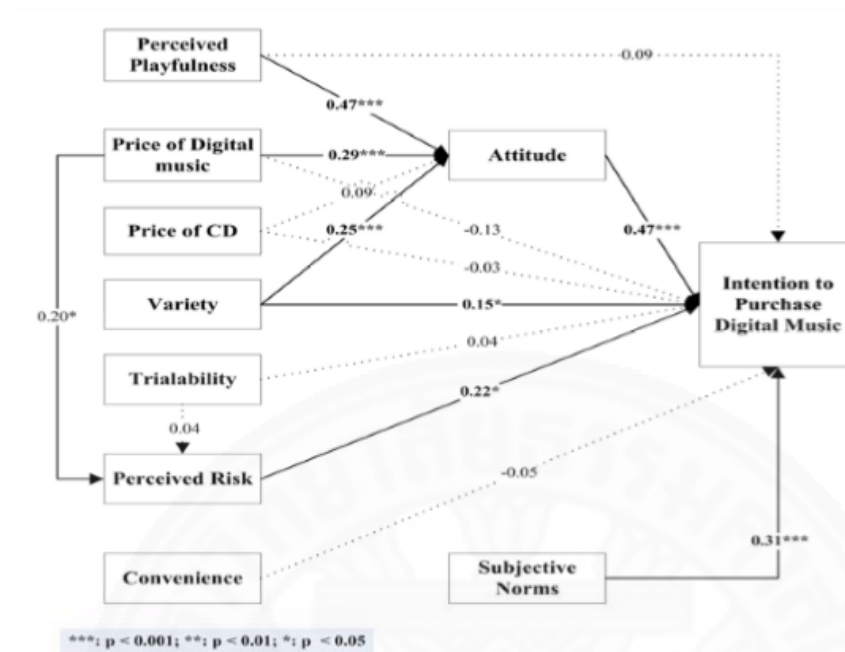 Perceived
Playfulness
0.09
0.47***
Price of Digital
music
0.29***
Attitude
0.09
Price of CD
0.25***
-0.13
0.47***
-0.03
Variety
0.15*
Intention to
Purchase
Digital Music
0.20*
0.04
Trialability
0.22*
0.04
Perceived Risk
-0.05
0.31***
Convenience
Subjective
Norms
***: p < 0.001; **: p < 0.01; *: p < 0.05